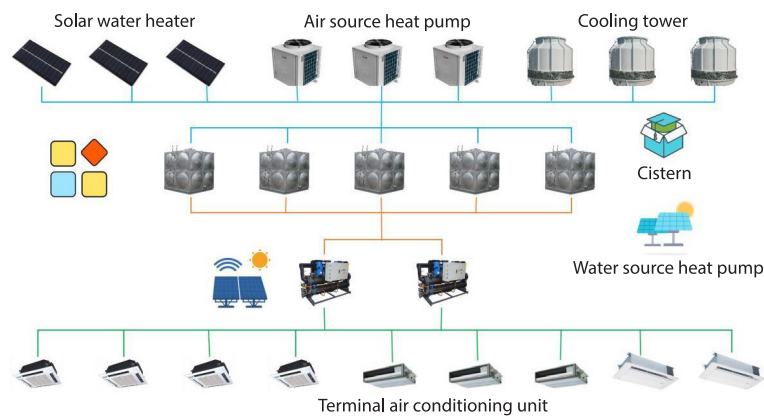 Solar water heater
Air source heat pump
Cooling tower
Cistern
Water source heat pump
Terminal air conditioning unit